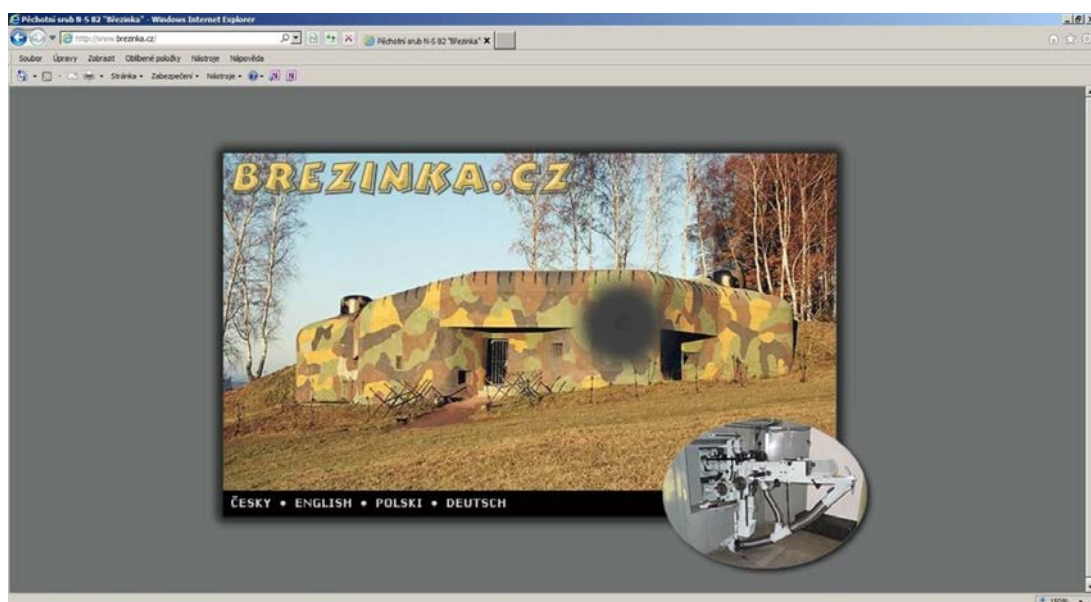 Pěchotní srub N-S 82 "Březinka" - Windows Internet Explorer
http://www.brezinka.cz/
Pěchotní srub N-S 82 "Březinka"
Soubor Úpravy Zobrazit Oblíbené položky Nástroje Nápověda
Stránka Zabezpečení Nástroje
BREZINKA.CZ
ČESKY • ENGLISH • POLSKI • DEUTSCH
150%